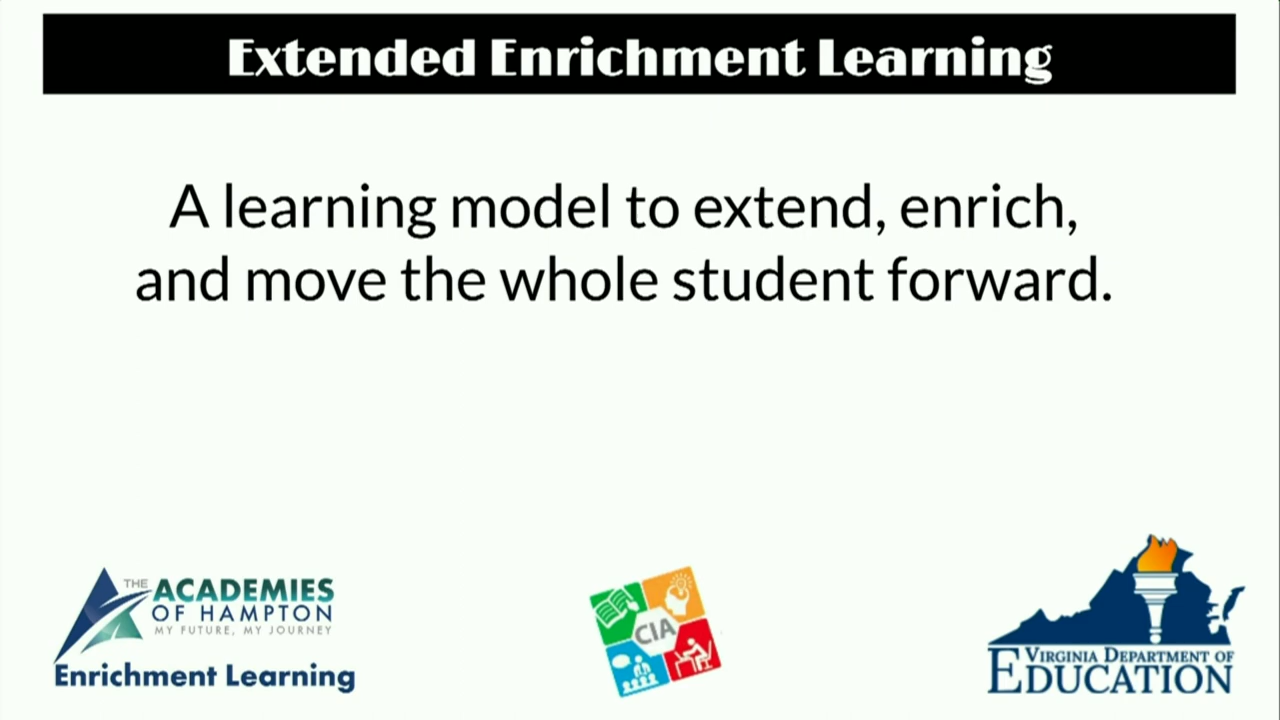 Extended Enrichment Learning
A learning model to extend, enrich,
and move the whole student forward.
THE
ACADEMIES
OF HAMPTON
MY FUTURE, MY JOURNEY
Enrichment Learning
CIA
VIRGINIA DEPARTMENT OF
EDUCATION